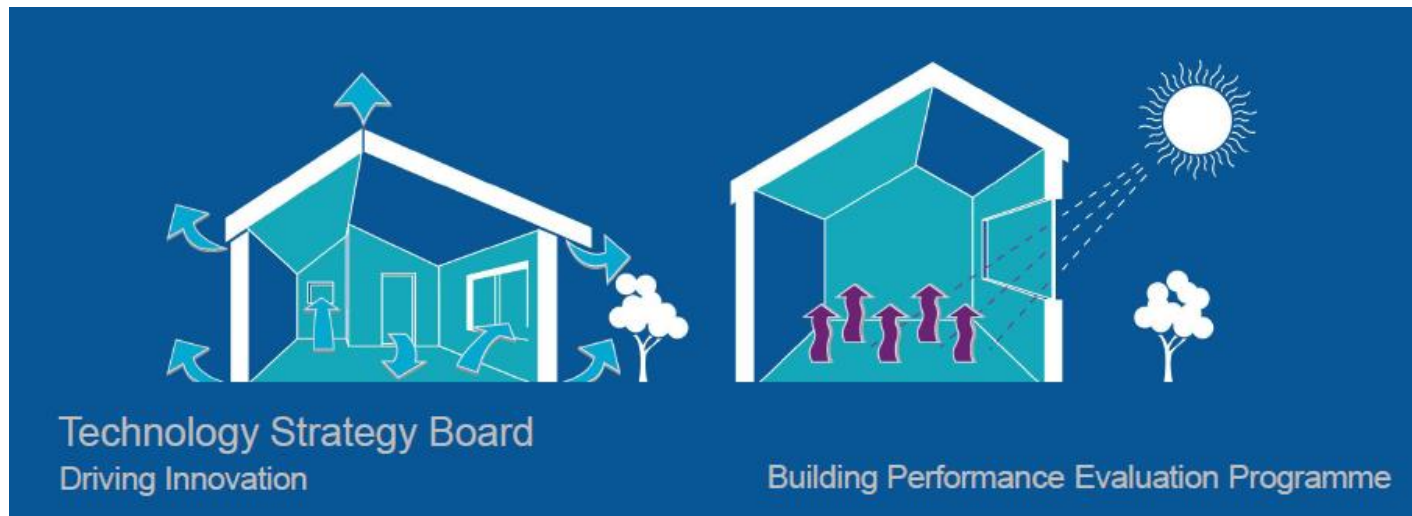 Technology Strategy Board
Driving Innovation
Building Performance Evaluation Programme